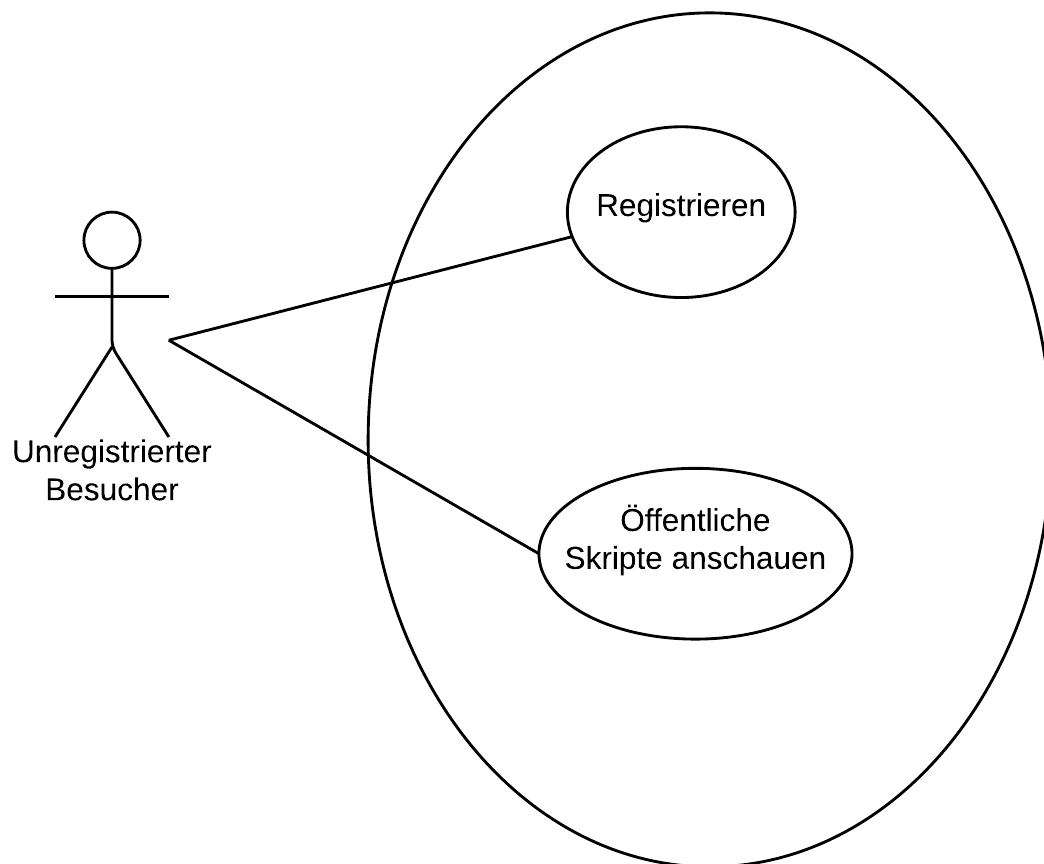 Registrieren
Unregistrierter
Besucher
Öffentliche
Skripte anschauen